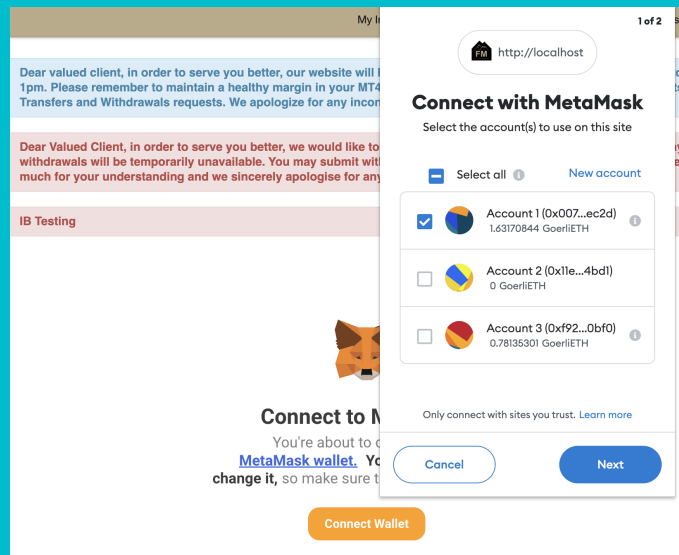 My
1 of 2
FM
http://localhost
Dear valued client, in order to serve you better, our website will
1pm. Please remember to maintain a healthy margin in your MT4
Transfers and Withdrawals requests. We apologize for any incon
Connect with MetaMask
Select the account(s) to use on this site
Dear Valued Client, in order to serve you better, we would like to
withdrawals will be temporarily unavailable. You may submit wit
much for your understanding and we sincerely apologise for any
Select all
New account
IB Testing
Account 1 (0x007...ec2d)
1.63170844 GoerliETH
Account 2 (0x11e...4bd1)
0 GoerliETH
Account 3 (0xf92...0bf0)
0.78135301 GoerliETH
Only connect with sites you trust. Learn more
Connect to
You're about to
MetaMask wallet. Yo
change it, so make sure t
Cancel
Next
Connect Wallet